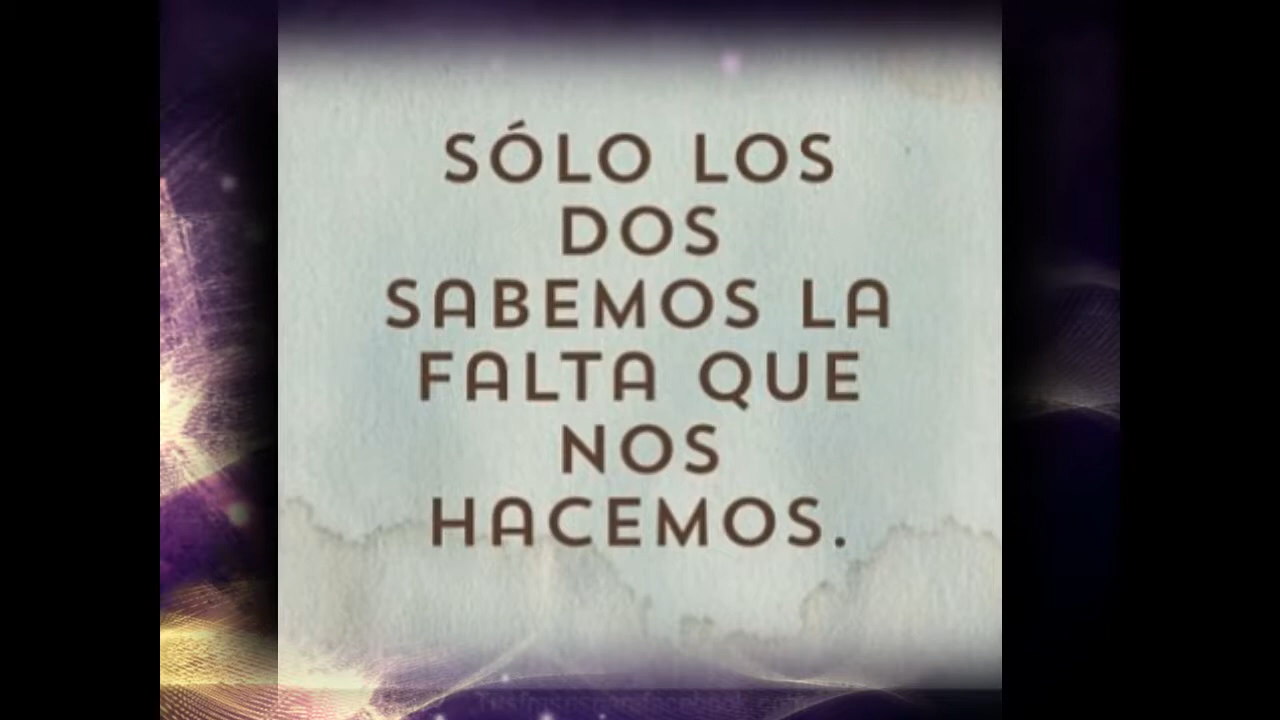 SÓLO LOS
DOS
SABEMOS LA
FALTA QUE
NOS
HACEMOS.